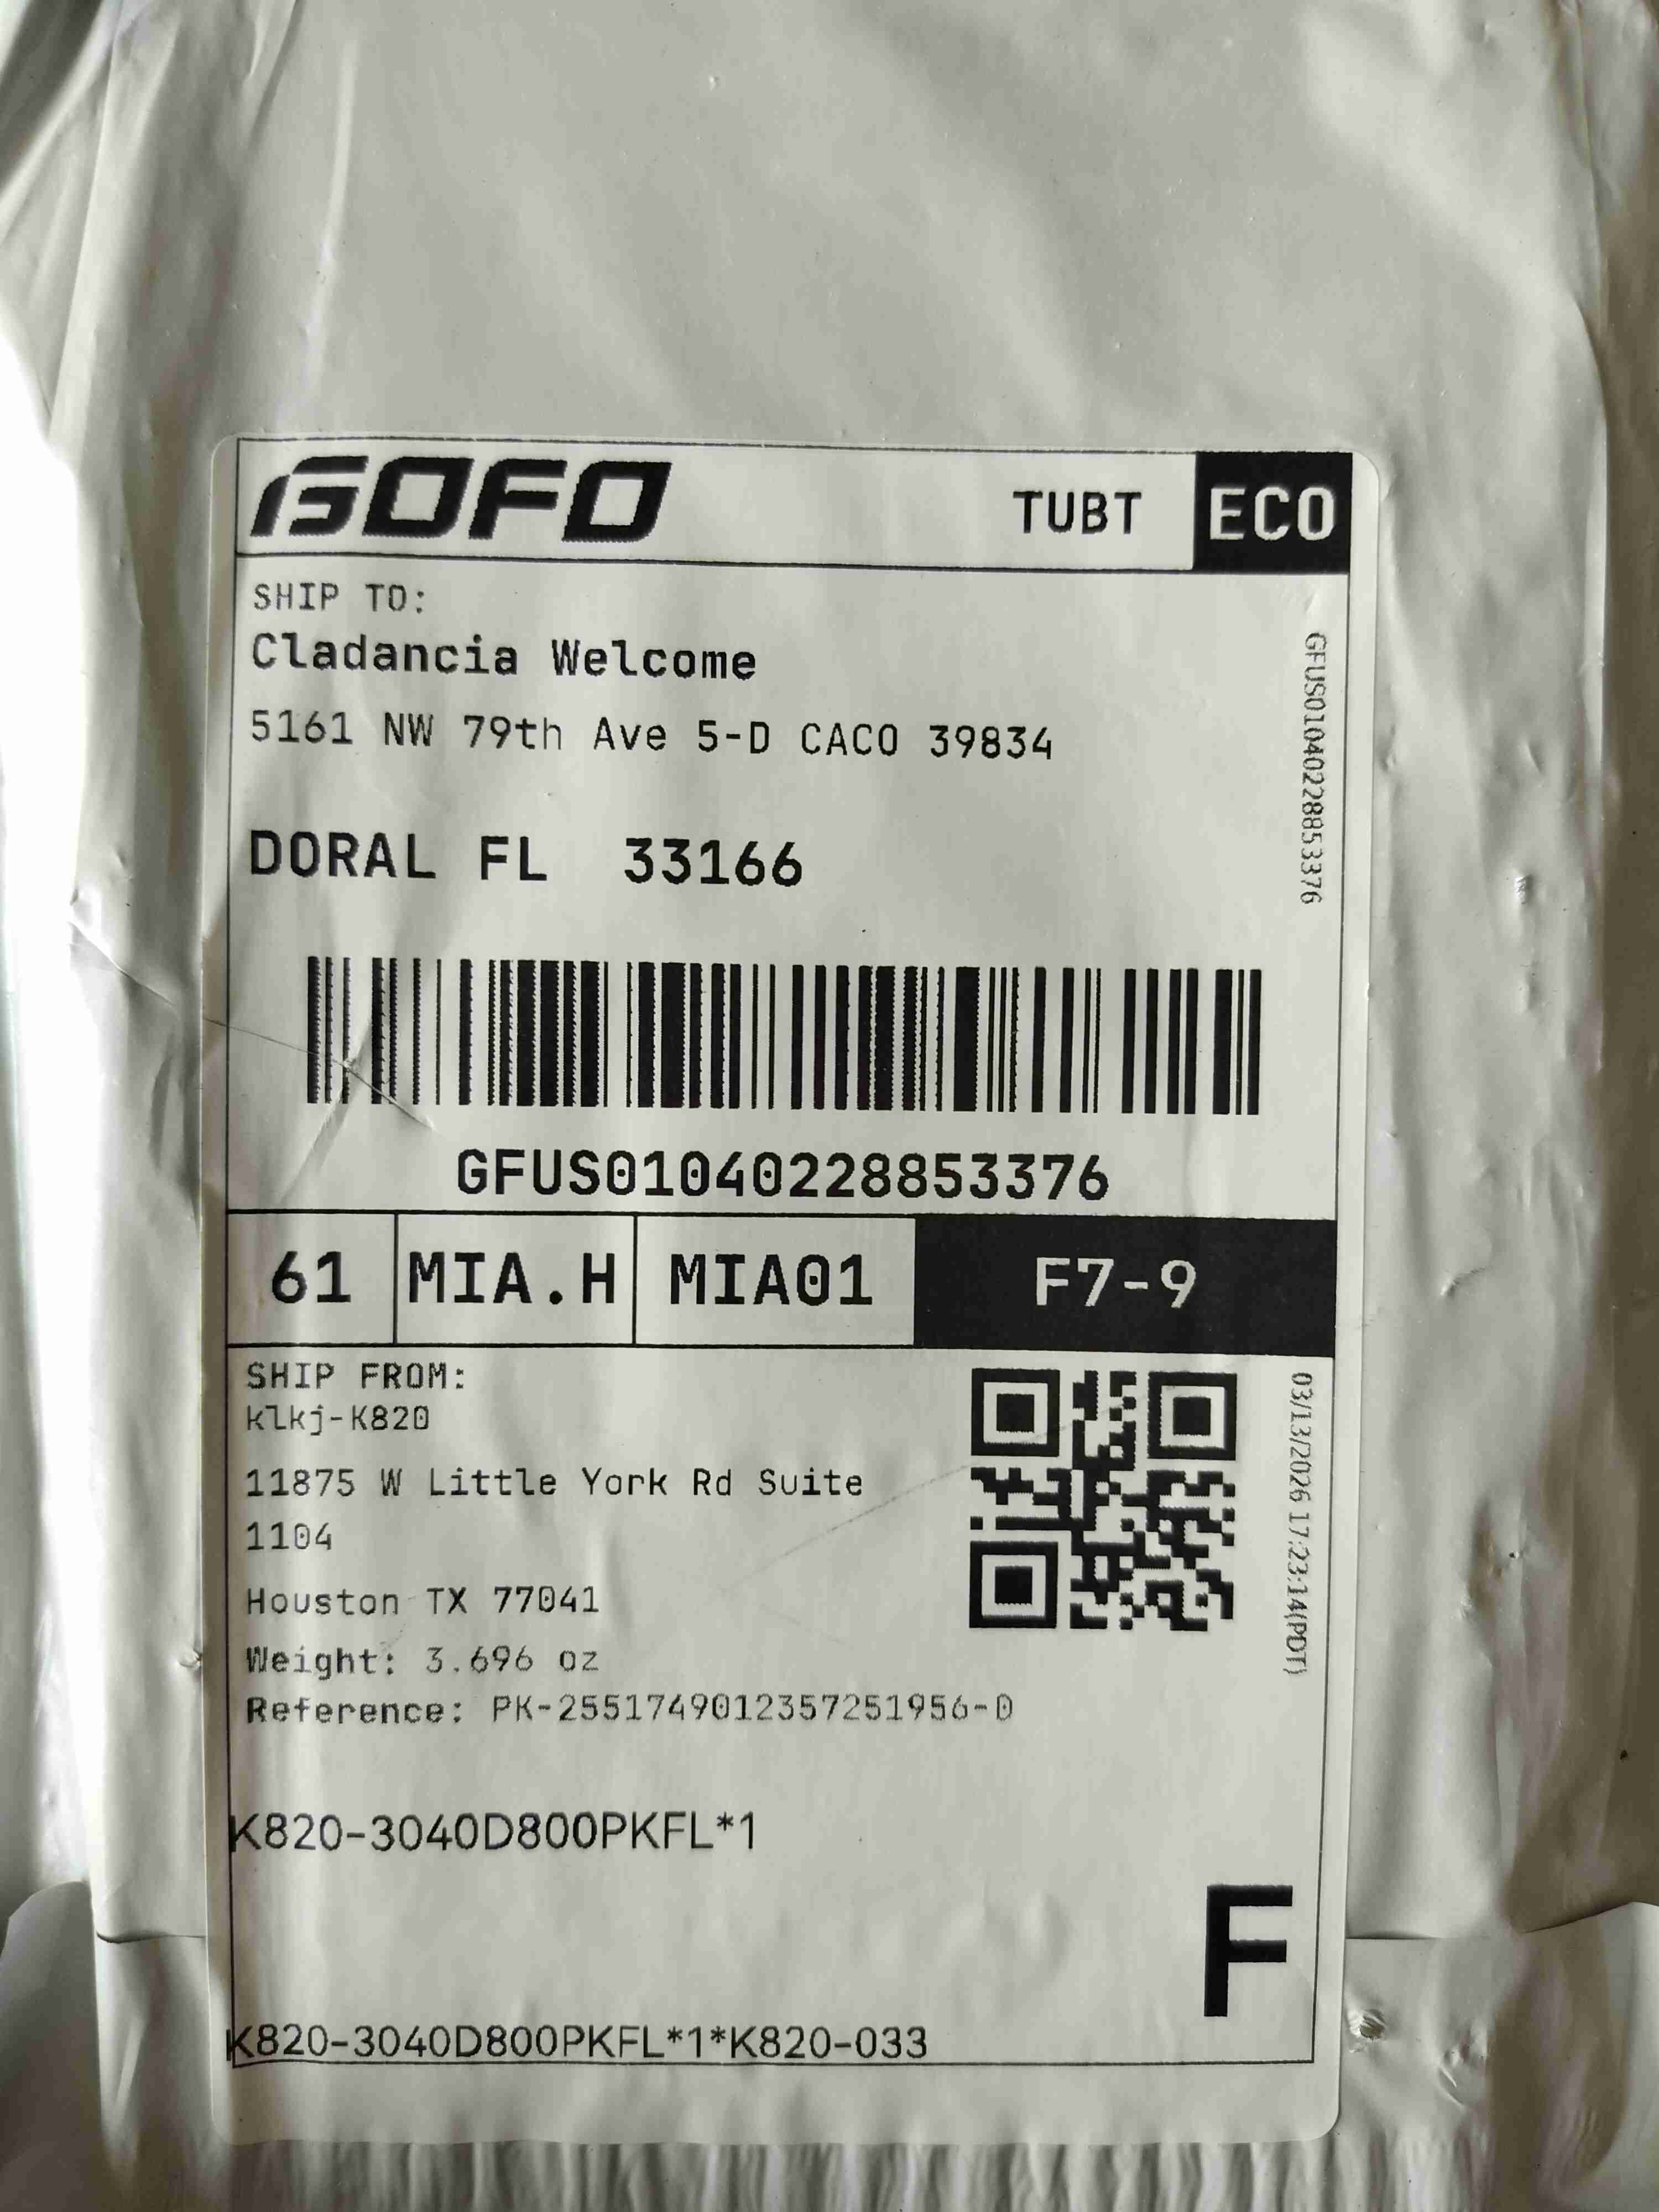 GOFO TUBT ECO
SHIP TO:
Cladancia Welcome
5161 NW 79th Ave 5-D CACO 39834
DORAL FL 33166
GFUS01040228853376
GFUS01040228853376
61 MIA.H MIA01 F7-9
SHIP FROM:
klkj-K820
11875 W Little York Rd Suite
1104
Houston TX 77041
Weight: 3.696 oz
Reference: PK-2551749012357251956-D
03/13/2026 17:23:14(PDT)
K820-3040D800PKFL*1
F
K820-3040D800PKFL*1*K820-033